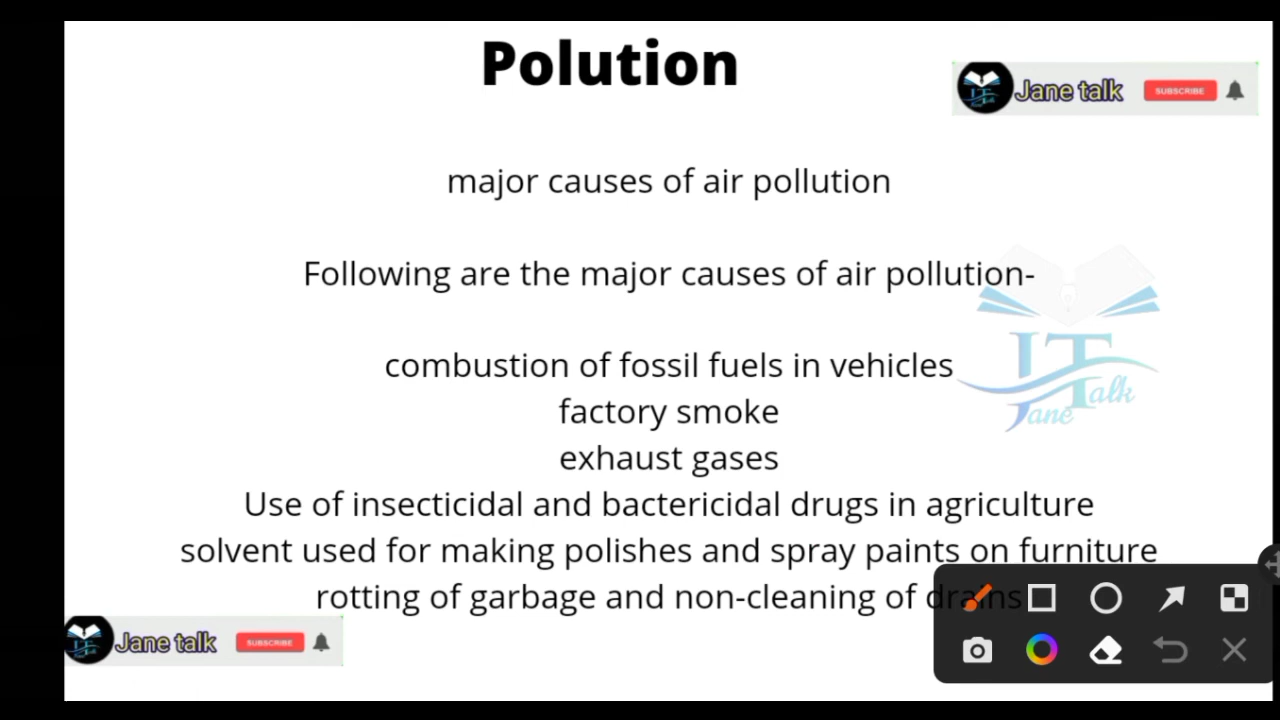 Polution
Jane talk SUBSCRIBE
major causes of air pollution
Following are the major causes of air pollution-
combustion of fossil fuels in vehicles
JT
Jane Talk
factory smoke
exhaust gases
Use of insecticidal and bactericidal drugs in agriculture
solvent used for making polishes and spray paints on furniture
rotting of garbage and non-cleaning of drains
Jane talk SUBSCRIBE